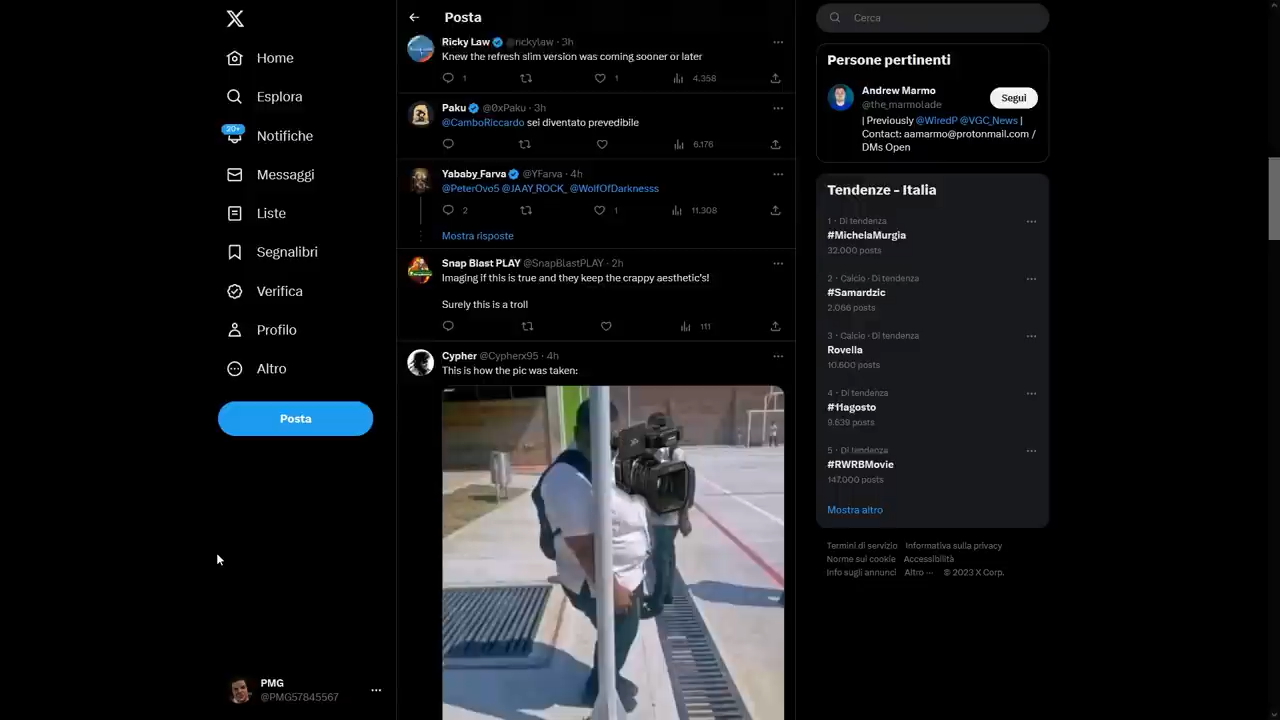 Home
Esplora
20+
Notifiche
Messaggi
Liste
Segnalibri
Verifica
Profilo
Altro
Posta
PMG
@PMG57845567
Posta
Ricky Law @rickylaw · 3h
Knew the refresh slim version was coming sooner or later
1 1 4.358
Paku @0xPaku · 3h
@CamboRiccardo sei diventato prevedibile
6.176
Yababy_Farva @YFarva · 4h
@PeterOvo5 @JAAY_ROCK_ @WolfOfDarknesss
2 1 11.308
Mostra risposte
Snap Blast PLAY @SnapBlastPLAY · 2h
Imaging if this is true and they keep the crappy aesthetic's!
Surely this is a troll
111
Cypher @Cypherx95 · 4h
This is how the pic was taken:
Cerca
Persone pertinenti
Andrew Marmo
@the_marmolade
Segui
| Previously @WiredP @VGC_News |
Contact: aamarmo@protonmail.com /
DMs Open
Tendenze - Italia
1 · Di tendenza
#MichelaMurgia
32.000 posts
2 · Calcio · Di tendenza
#Samardzic
2.066 posts
3 · Calcio · Di tendenza
Rovella
10.600 posts
4 · Di tendenza
#11agosto
9.639 posts
5 · Di tendenza
#RWRBMovie
147.000 posts
Mostra altro
Termini di servizio Informativa sulla privacy
Norme sui cookie Accessibilità
Info sugli annunci Altro ··· © 2023 X Corp.